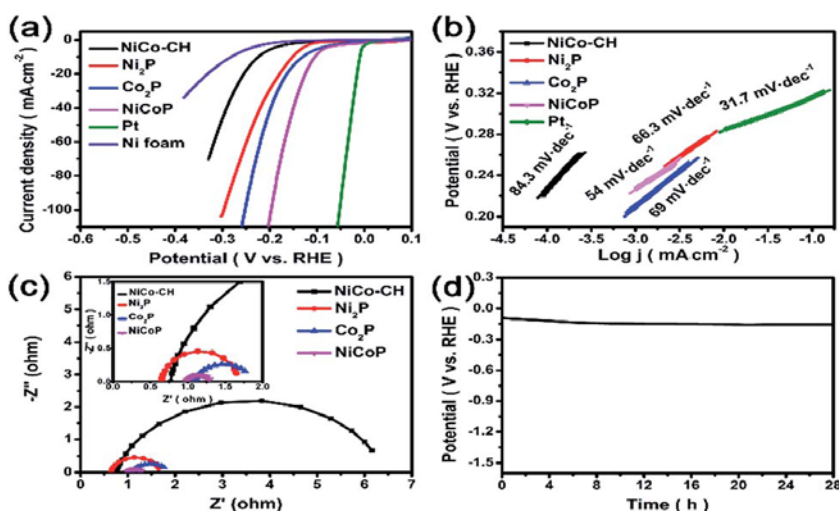 (a)
NiCo-CH
Ni₂P
Co₂P
NiCoP
Pt
Ni foam
0
-20
-40
-60
-80
-100
Current density ( mA cm⁻²)
-0.6 -0.5 -0.4 -0.3 -0.2 -0.1 0.0 0.1
Potential ( V vs. RHE )
(b)
NiCo-CH
Ni₂P
Co₂P
NiCoP
Pt
84.3 mV·dec⁻¹
66.3 mV·dec⁻¹
31.7 mV·dec⁻¹
54 mV·dec⁻¹
69 mV·dec⁻¹
0.36
0.32
0.28
0.24
0.20
Potential ( V vs. RHE )
-4.5 -4.0 -3.5 -3.0 -2.5 -2.0 -1.5 -1.0
Log j ( mA cm⁻²)
(c)
NiCo-CH
Ni₂P
Co₂P
NiCoP
1.5
1.0
0.5
0.0
-Z''( ohm )
0.0 0.5 1.0 1.5 2.0
Z' ( ohm )
NiCo-CH
Ni₂P
Co₂P
NiCoP
6
5
4
3
2
1
0
-Z'' (ohm)
0 1 2 3 4 5 6 7
Z' (ohm)
(d)
0.3
-0.0
-0.3
-0.6
-0.9
-1.2
-1.5
Potential ( V vs. RHE )
0 4 8 12 16 20 24 28
Time ( h )